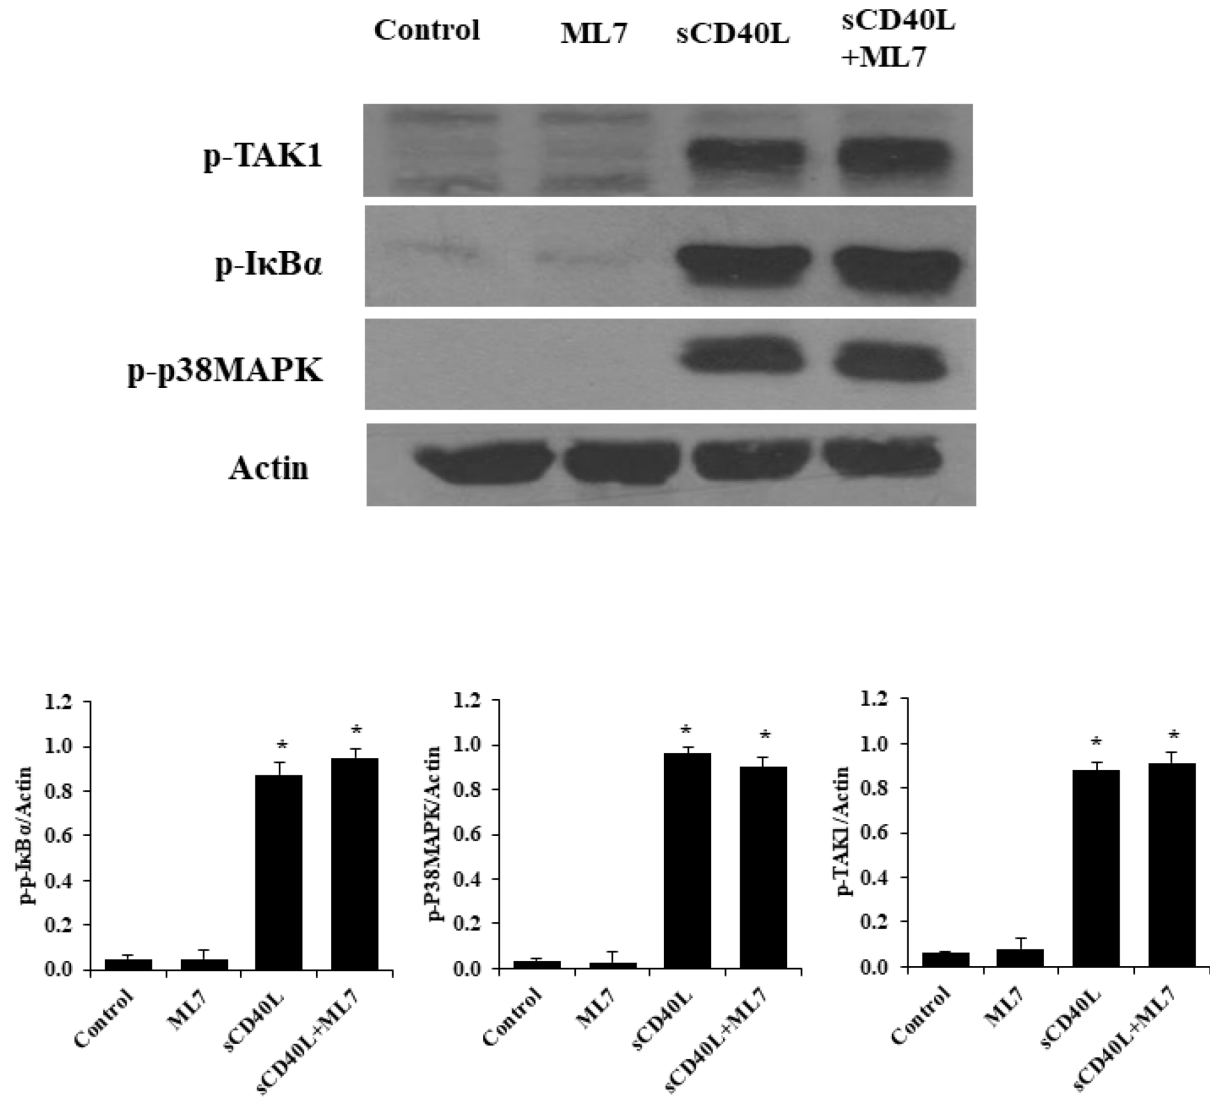 Control ML7 sCD40L sCD40L
+ML7
p-TAK1
p-IκBα
p-p38MAPK
Actin
p-p-IκBα/Actin
1.2
1.0
0.8
0.6
0.4
0.2
0.0
*
*
Control
ML7
sCD40L
sCD40L+ML7
p-P38MAPK/Actin
1.2
1.0
0.8
0.6
0.4
0.2
0.0
*
*
Control
ML7
sCD40L
sCD40L+ML7
p-TAK1/Actin
1.2
1.0
0.8
0.6
0.4
0.2
0.0
*
*
Control
ML7
sCD40L
sCD40L+ML7